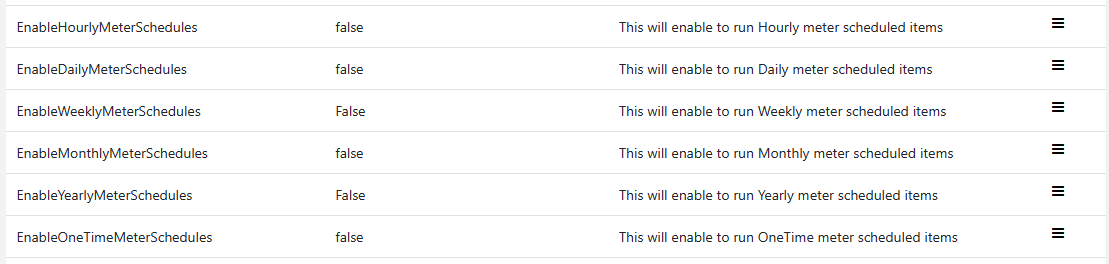 EnableHourlyMeterSchedules false This will enable to run Hourly meter scheduled items
EnableDailyMeterSchedules false This will enable to run Daily meter scheduled items
EnableWeeklyMeterSchedules False This will enable to run Weekly meter scheduled items
EnableMonthlyMeterSchedules false This will enable to run Monthly meter scheduled items
EnableYearlyMeterSchedules False This will enable to run Yearly meter scheduled items
EnableOneTimeMeterSchedules false This will enable to run OneTime meter scheduled items